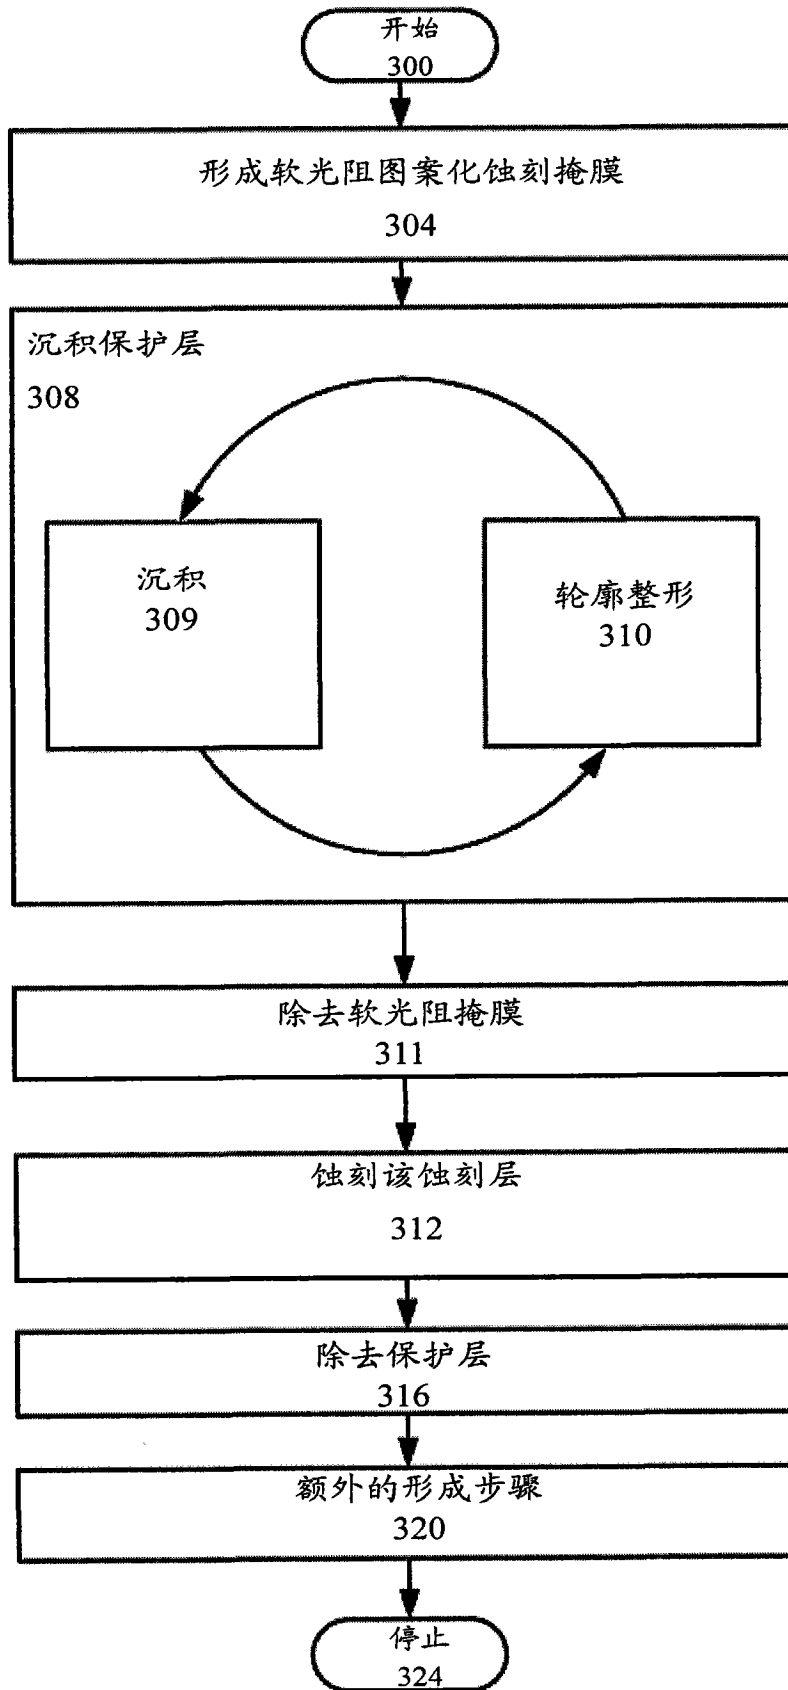 开始
300
形成软光阻图案化蚀刻掩膜
304
沉积保护层
308
沉积
309
轮廓整形
310
除去软光阻掩膜
311
蚀刻该蚀刻层
312
除去保护层
316
额外的形成步骤
320
停止
324